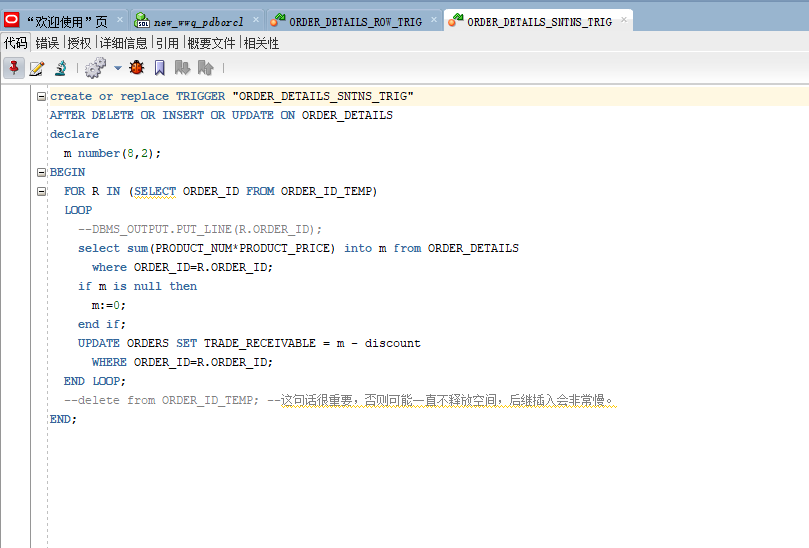 “欢迎使用”页 new_wwq_pdborcl ORDER_DETAILS_ROW_TRIG ORDER_DETAILS_SNTNS_TRIG
代码 错误 授权 详细信息 引用 概要文件 相关性
create or replace TRIGGER "ORDER_DETAILS_SNTNS_TRIG"
AFTER DELETE OR INSERT OR UPDATE ON ORDER_DETAILS
declare
m number(8,2);
BEGIN
FOR R IN (SELECT ORDER_ID FROM ORDER_ID_TEMP)
LOOP
--DBMS_OUTPUT.PUT_LINE(R.ORDER_ID);
select sum(PRODUCT_NUM*PRODUCT_PRICE) into m from ORDER_DETAILS
where ORDER_ID=R.ORDER_ID;
if m is null then
m:=0;
end if;
UPDATE ORDERS SET TRADE_RECEIVABLE = m - discount
WHERE ORDER_ID=R.ORDER_ID;
END LOOP;
--delete from ORDER_ID_TEMP; --这句话很重要，否则可能一直不释放空间，后继插入会非常慢。
END;